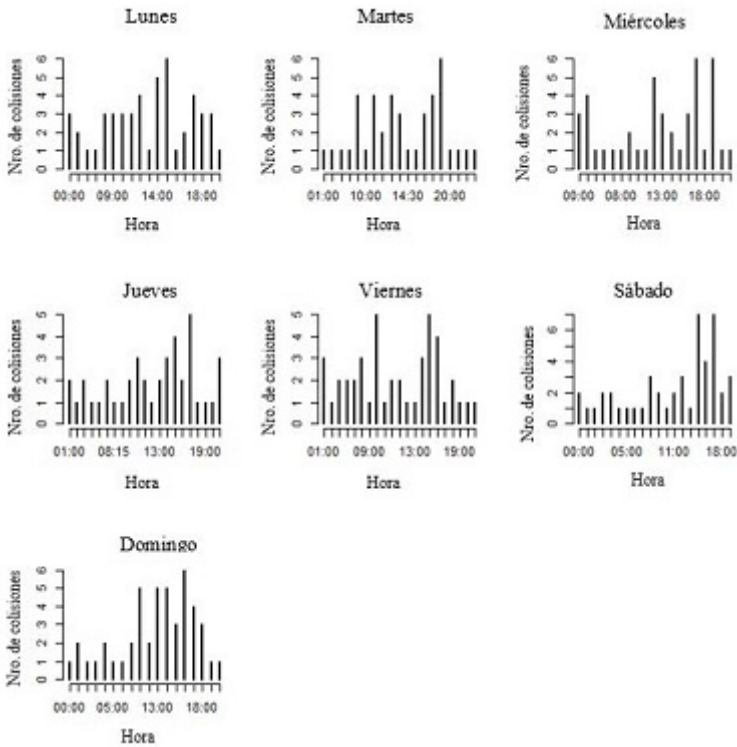 Lunes
Nro. de colisiones
0 1 2 3 4 5 6
00:00 09:00 14:00 18:00
Hora
Martes
Nro. de colisiones
0 1 2 3 4 5 6
01:00 10:00 14:30 20:00
Hora
Miércoles
Nro. de colisiones
0 1 2 3 4 5 6
00:00 08:00 13:00 18:00
Hora
Jueves
Nro. de colisiones
0 1 2 3 4 5
01:00 08:15 13:00 19:00
Hora
Viernes
Nro. de colisiones
0 1 2 3 4 5
01:00 09:00 14:00 19:00
Hora
Sábado
Nro. de colisiones
0 2 4 6
00:00 05:00 11:00 18:00
Hora
Domingo
Nro. de colisiones
0 1 2 3 4 5 6
00:00 05:00 13:00 18:00
Hora